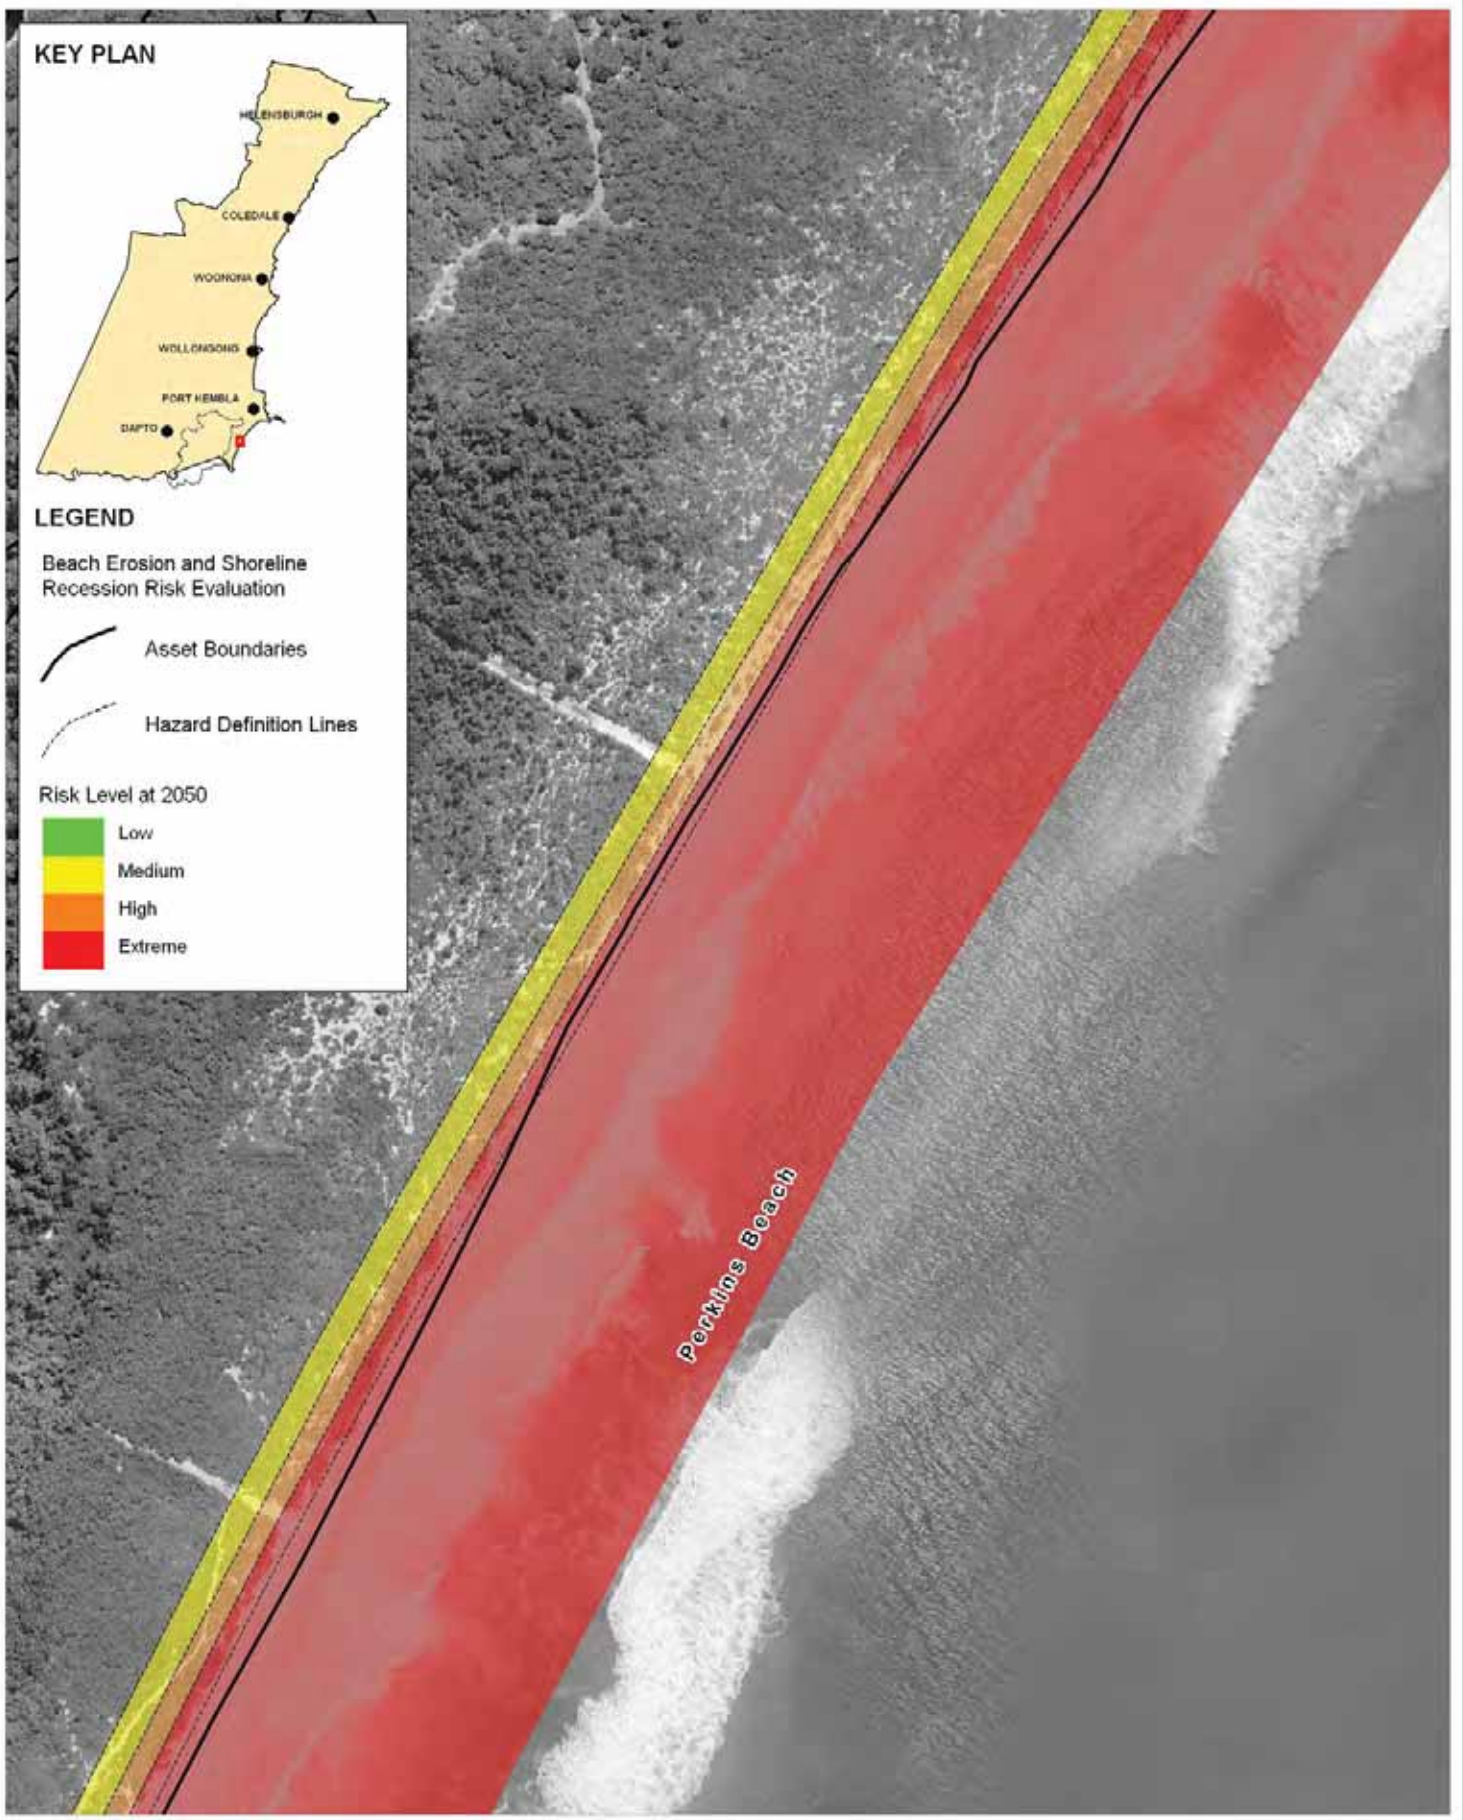 KEY PLAN
HELENSBURGH
COLEDALE
WOONONA
WOLLONGONG
PORT KEMBLA
DAPTO
LEGEND
Beach Erosion and Shoreline
Recession Risk Evaluation
Asset Boundaries
Hazard Definition Lines
Risk Level at 2050
Low
Medium
High
Extreme
Perkins Beach